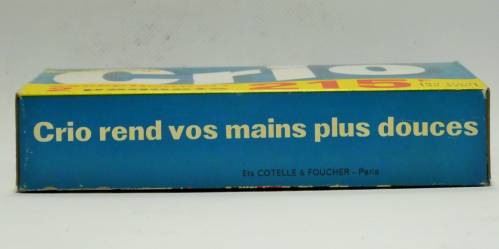 Crio
215
Crio rend vos mains plus douces
Ets COTELLE & FOUCHER - Paris